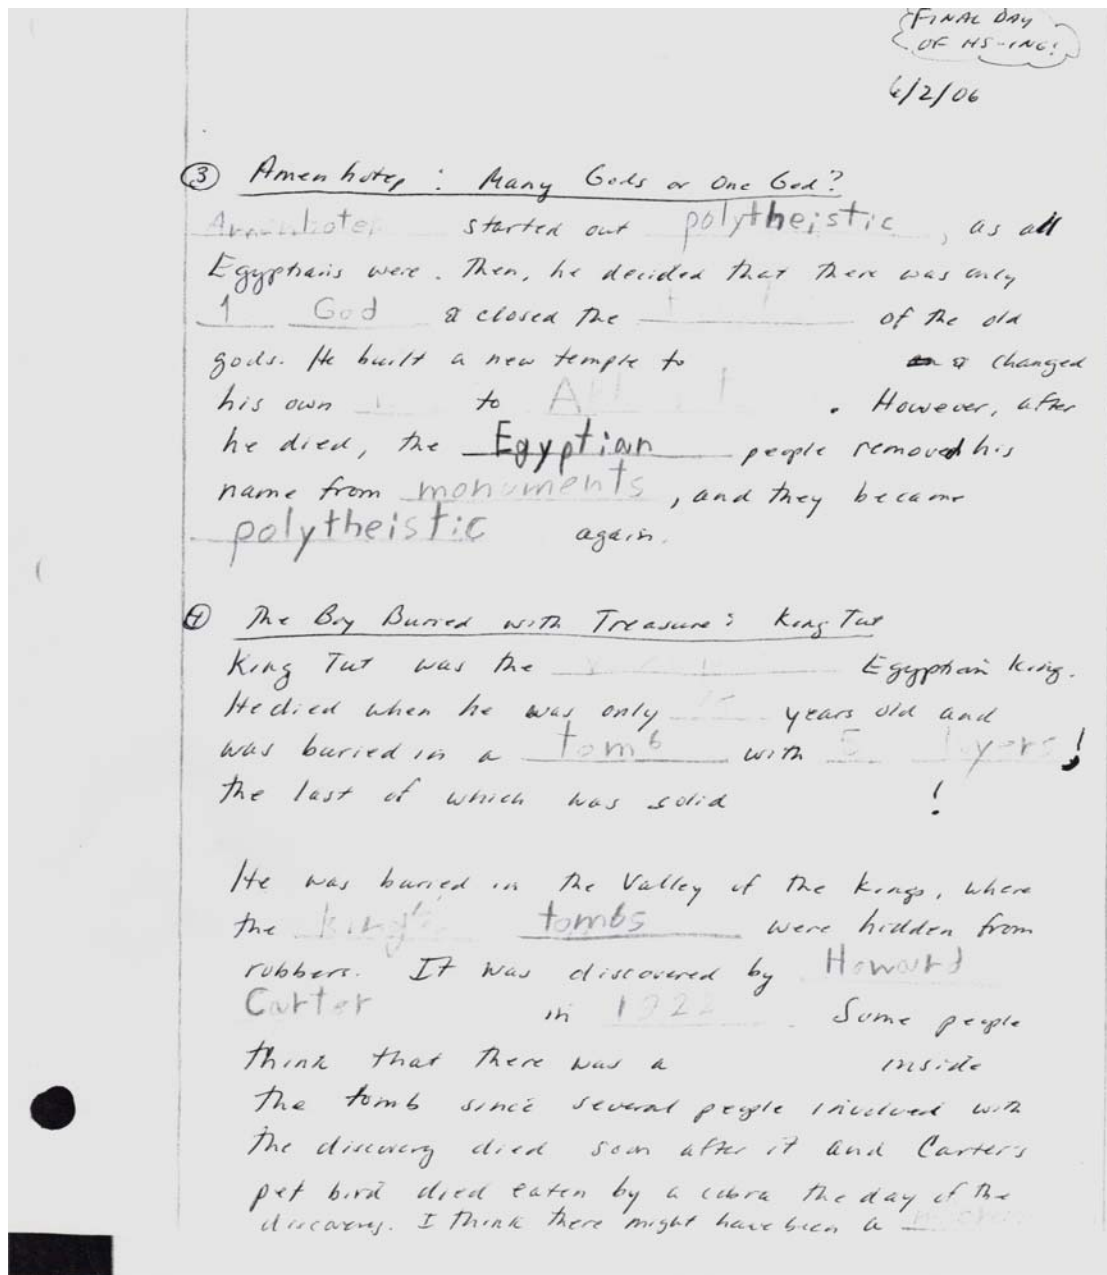 FINAL DAY
OF HS-ING!
6/2/06
③ Amenhotep: Many Gods or One God?
Amenhotep started out polytheistic, as all
Egyptians were. Then, he decided that there was only
1 God & closed the of the old
gods. He built a new temple to & changed
his own to A . However, after
he died, the Egyptian people removed his
name from monuments, and they became
polytheistic again.
④ The Boy Buried with Treasure: King Tut
King Tut was the Egyptian king.
He died when he was only years old and
was buried in a tomb with 5 layers!
the last of which was solid !
He was buried in the Valley of the Kings, where
the king's tombs were hidden from
robbers. It was discovered by Howard
Carter in 1922. Some people
think that there was a inside
the tomb since several people involved with
the discovery died soon after it and Carter's
pet bird died eaten by a cobra the day of the
discovery. I think there might have been a